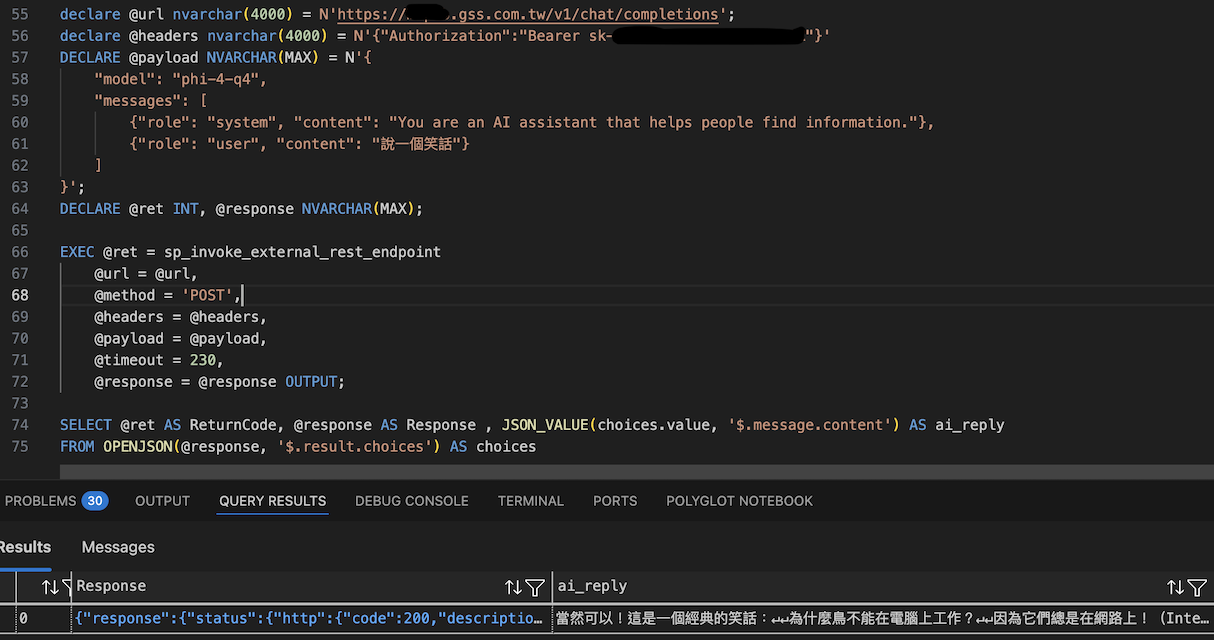 55 declare @url nvarchar(4000) = N'https://.gss.com.tw/v1/chat/completions';
56 declare @headers nvarchar(4000) = N'{"Authorization":"Bearer sk-"}'
57 DECLARE @payload NVARCHAR(MAX) = N'{
58 "model": "phi-4-q4",
59 "messages": [
60 {"role": "system", "content": "You are an AI assistant that helps people find information."},
61 {"role": "user", "content": "說一個笑話"}
62 ]
63 }';
64 DECLARE @ret INT, @response NVARCHAR(MAX);
65
66 EXEC @ret = sp_invoke_external_rest_endpoint
67 @url = @url,
68 @method = 'POST',
69 @headers = @headers,
70 @payload = @payload,
71 @timeout = 230,
72 @response = @response OUTPUT;
73
74 SELECT @ret AS ReturnCode, @response AS Response , JSON_VALUE(choices.value, '$.message.content') AS ai_reply
75 FROM OPENJSON(@response, '$.result.choices') AS choices
PROBLEMS 30 OUTPUT QUERY RESULTS DEBUG CONSOLE TERMINAL PORTS POLYGLOT NOTEBOOK
Results Messages
Response ai_reply
0 {"response":{"status":{"http":{"code":200,"descriptio… 當然可以！這是一個經典的笑話：↵↵為什麼鳥不能在電腦上工作？↵↵因為它們總是在網路上！（Inte…